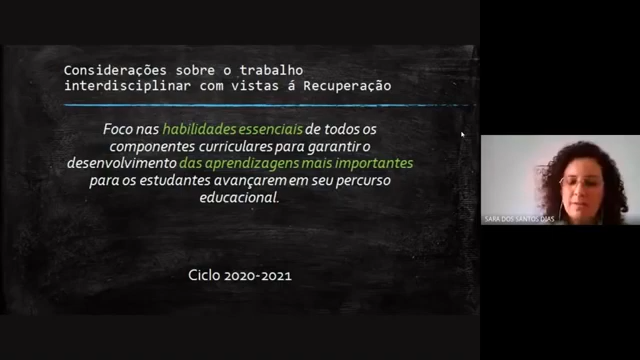 Considerações sobre o trabalho
interdisciplinar com vistas á Recuperação
Foco nas habilidades essenciais de todos os
componentes curriculares para garantir o
desenvolvimento das aprendizagens mais importantes
para os estudantes avançarem em seu percurso
educacional.
Ciclo 2020-2021
SARA DOS SANTOS DIAS